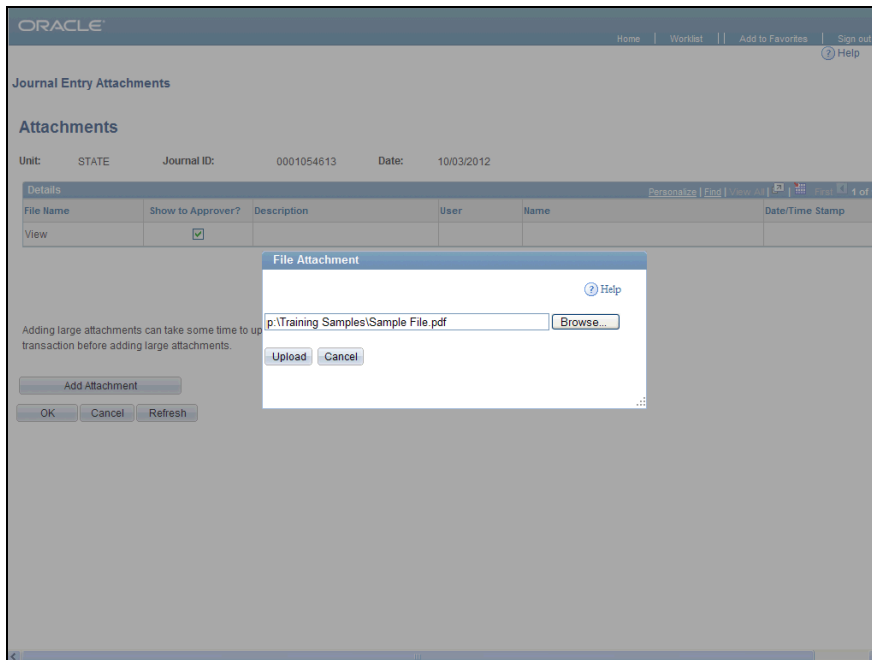 ORACLE
Home | Worklist | | Add to Favorites | Sign out
? Help
Journal Entry Attachments
Attachments
Unit: STATE Journal ID: 0001054613 Date: 10/03/2012
Details Personalize | Find | View All | | First 1 of
File Name Show to Approver? Description User Name Date/Time Stamp
View
File Attachment
? Help
Adding large attachments can take some time to up
p:\Training Samples\Sample File.pdf Browse...
transaction before adding large attachments.
Upload Cancel
Add Attachment
OK Cancel Refresh